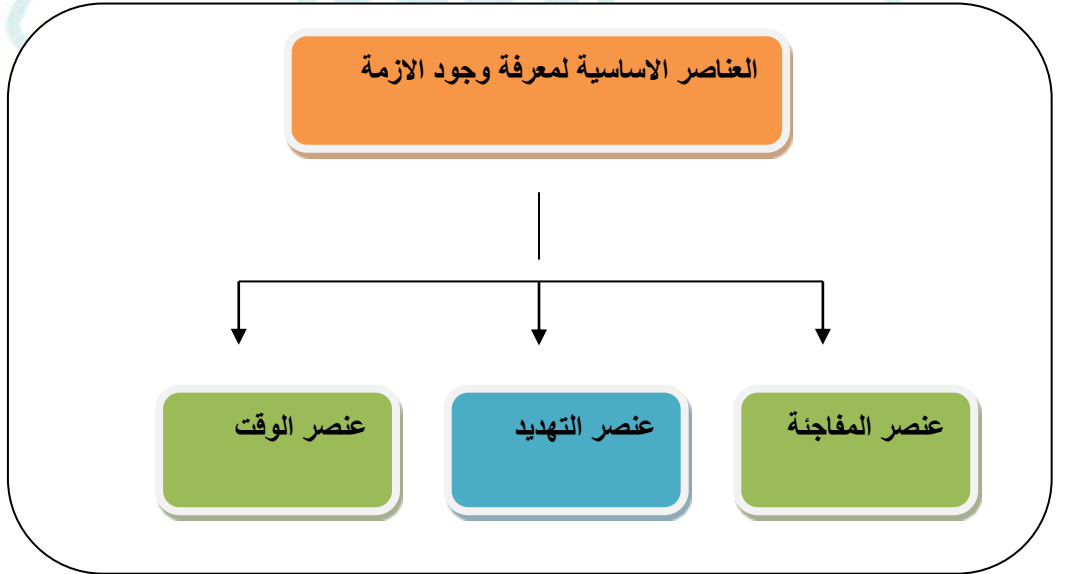 العناصر الاساسية لمعرفة وجود الازمة
عنصر المفاجئة
عنصر التهديد
عنصر الوقت